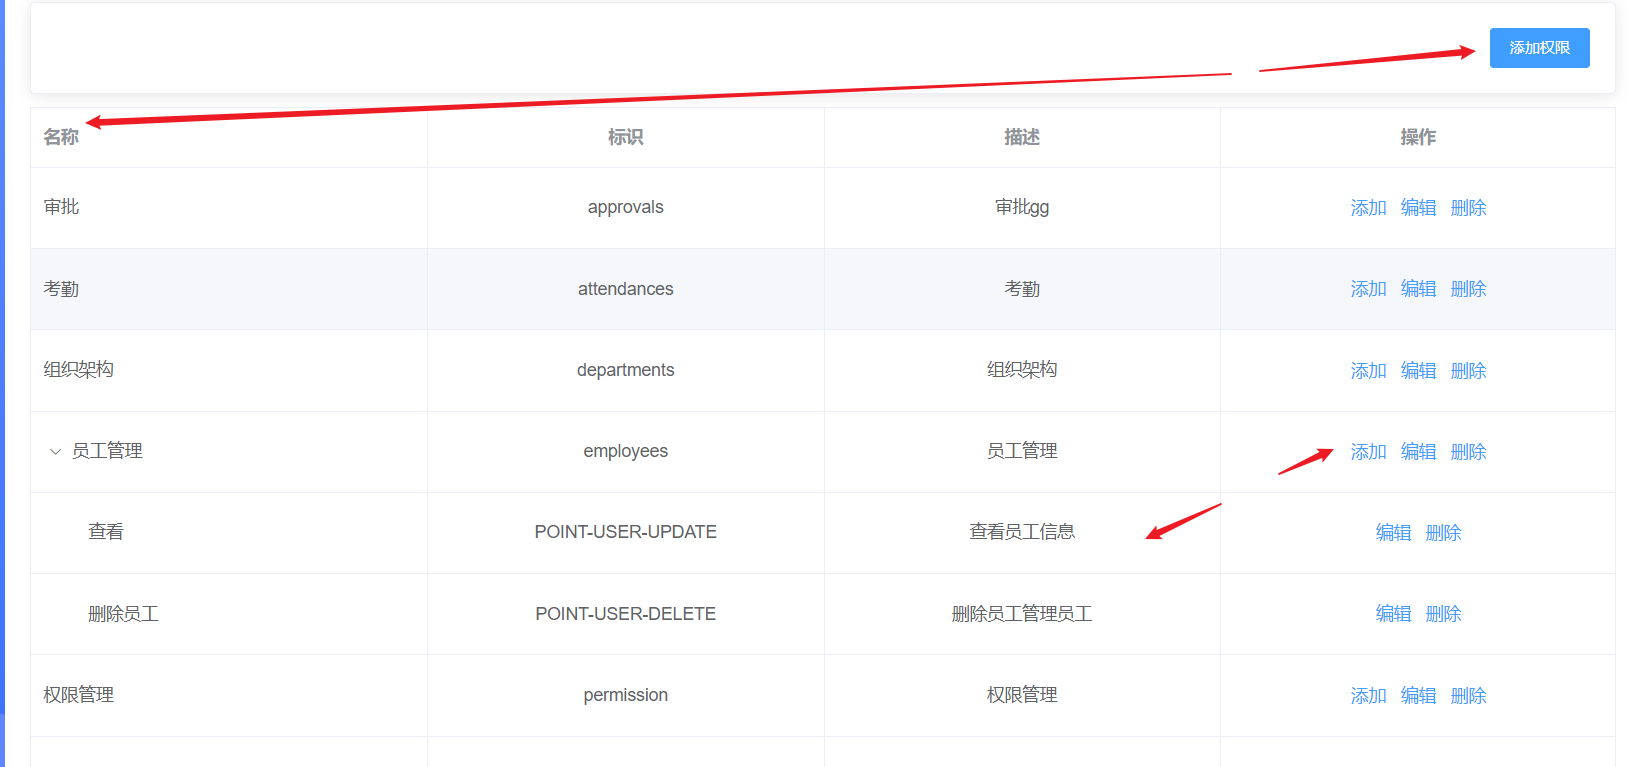 添加权限
名称 标识 描述 操作
审批 approvals 审批gg 添加 编辑 删除
考勤 attendances 考勤 添加 编辑 删除
组织架构 departments 组织架构 添加 编辑 删除
员工管理 employees 员工管理 添加 编辑 删除
查看 POINT-USER-UPDATE 查看员工信息 编辑 删除
删除员工 POINT-USER-DELETE 删除员工管理员工 编辑 删除
权限管理 permission 权限管理 添加 编辑 删除